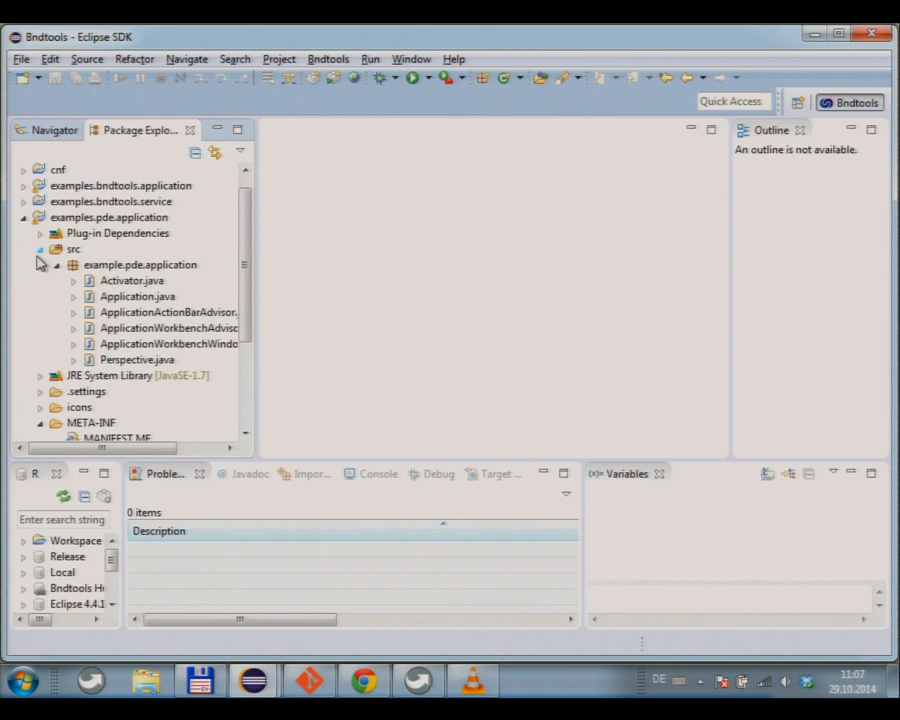 Bndtools - Eclipse SDK
File Edit Source Refactor Navigate Search Project Bndtools Run Window Help
Quick Access Bndtools
Navigator Package Explo...
Outline
An outline is not available.
cnf
examples.bndtools.application
examples.bndtools.service
examples.pde.application
Plug-in Dependencies
src
example.pde.application
Activator.java
Application.java
ApplicationActionBarAdvisor.
ApplicationWorkbenchAdvisc
ApplicationWorkbenchWindo
Perspective.java
JRE System Library [JavaSE-1.7]
.settings
icons
META-INF
MANIFEST.MF
R
Enter search string
Workspace
Release
Local
Bndtools Hu
Eclipse 4.4.1
Proble... Javadoc Impor... Console Debug Target ...
0 items
Description
(x)= Variables
DE
11:07
29.10.2014